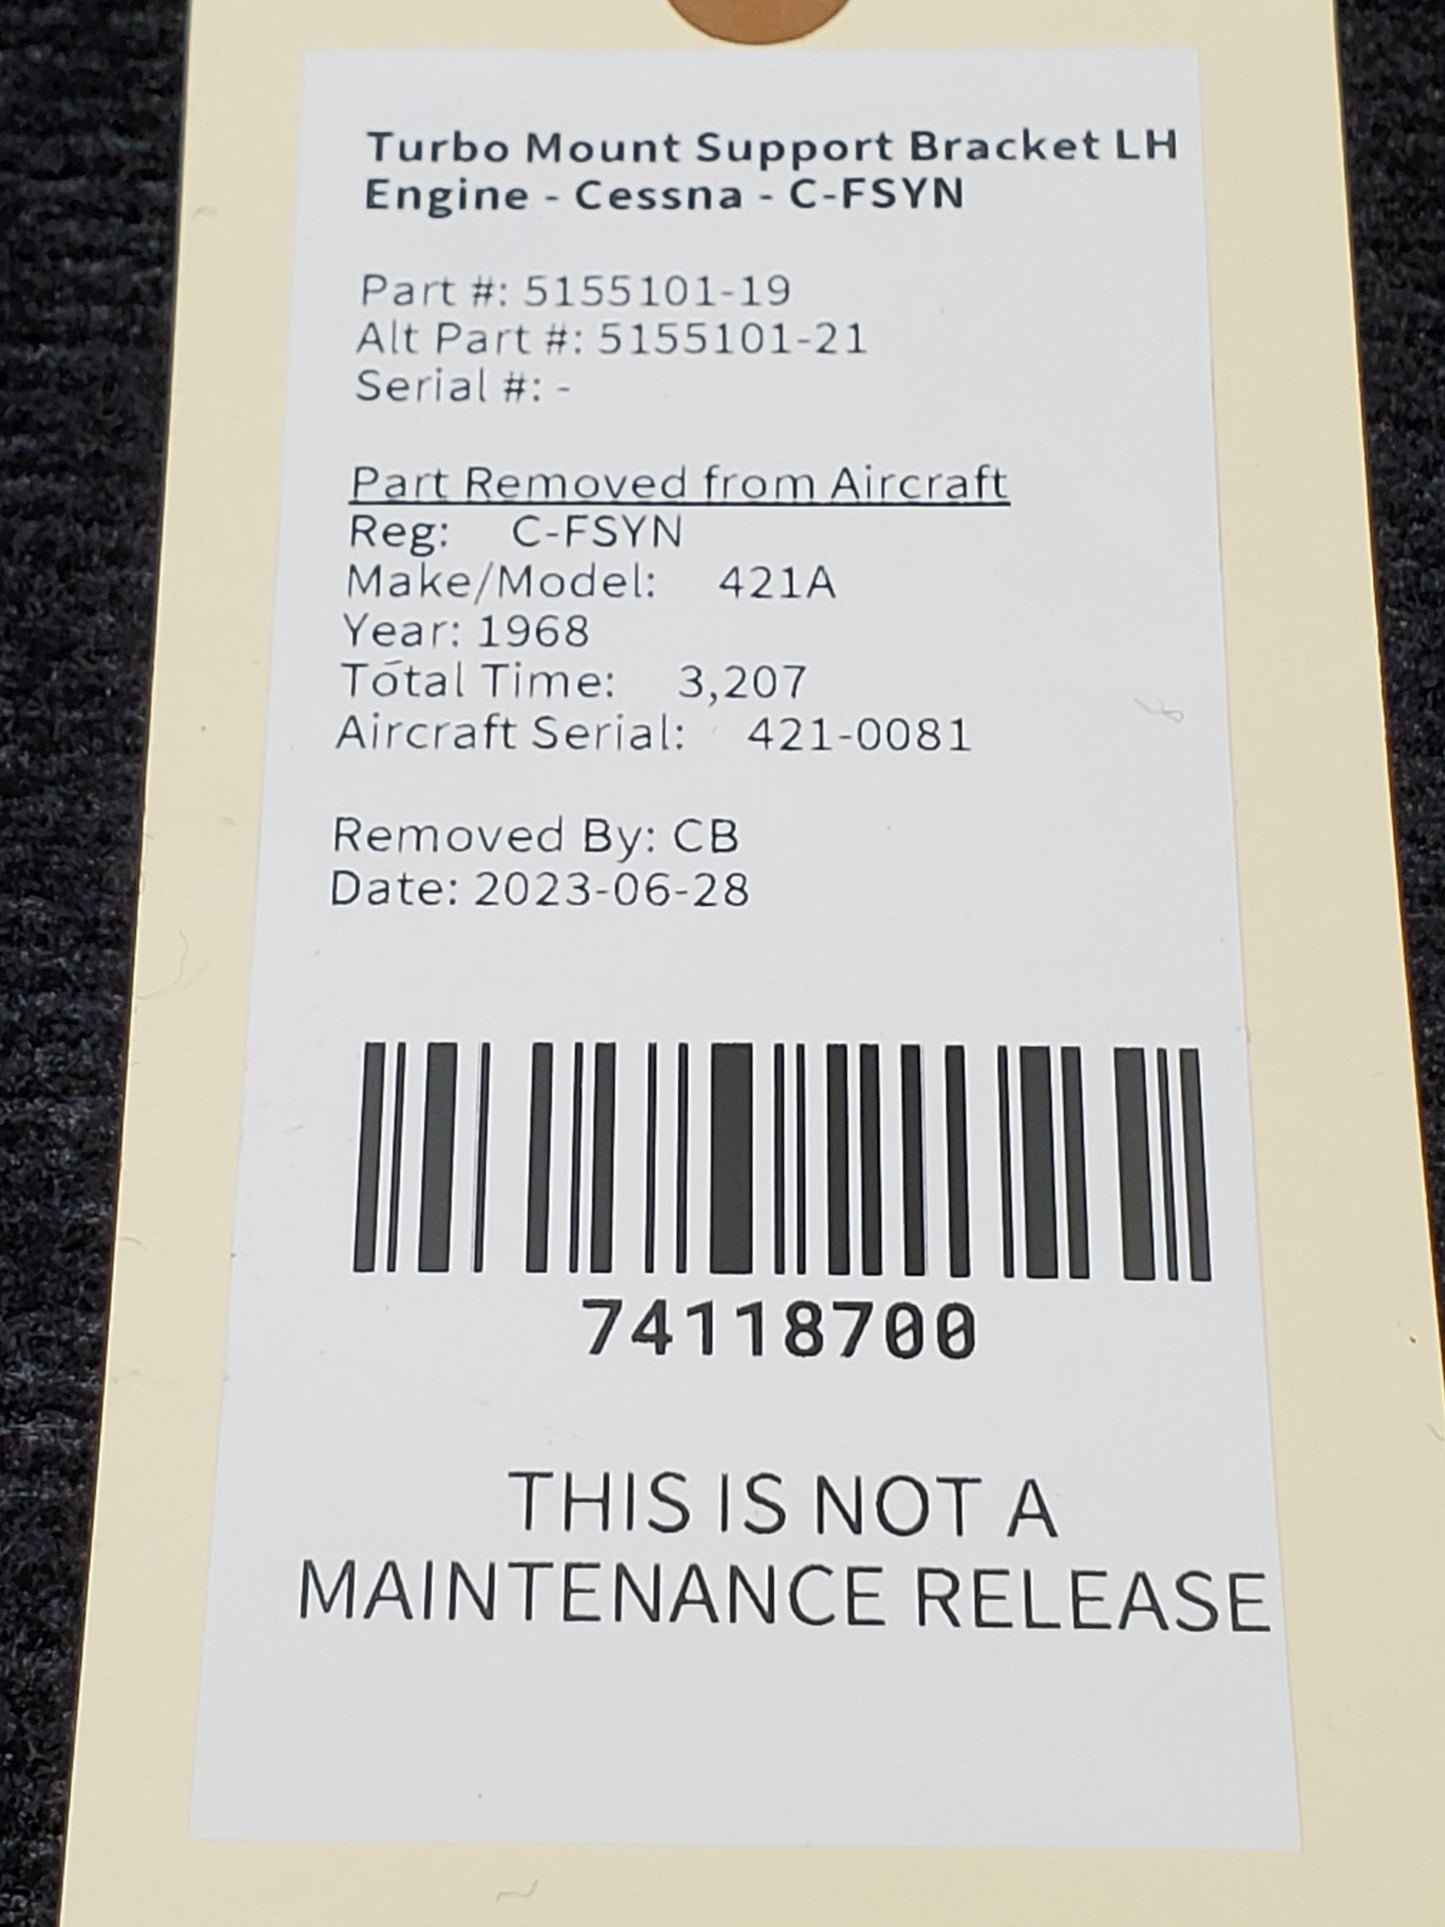 Turbo Mount Support Bracket LH
Engine - Cessna - C-FSYN
Part #: 5155101-19
Alt Part #: 5155101-21
Serial #: -
Part Removed from Aircraft
Reg: C-FSYN
Make/Model: 421A
Year: 1968
Total Time: 3,207
Aircraft Serial: 421-0081
Removed By: CB
Date: 2023-06-28
74118700
THIS IS NOT A
MAINTENANCE RELEASE